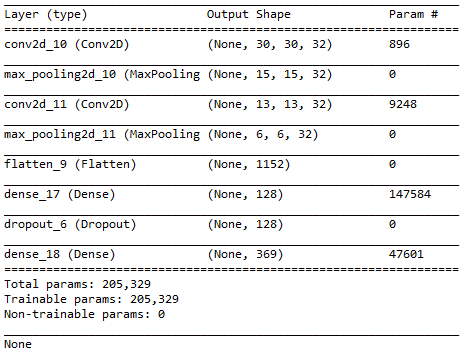 Layer (type) Output Shape Param #
conv2d_10 (Conv2D) (None, 30, 30, 32) 896
max_pooling2d_10 (MaxPooling (None, 15, 15, 32) 0
conv2d_11 (Conv2D) (None, 13, 13, 32) 9248
max_pooling2d_11 (MaxPooling (None, 6, 6, 32) 0
flatten_9 (Flatten) (None, 1152) 0
dense_17 (Dense) (None, 128) 147584
dropout_6 (Dropout) (None, 128) 0
dense_18 (Dense) (None, 369) 47601
Total params: 205,329
Trainable params: 205,329
Non-trainable params: 0
None